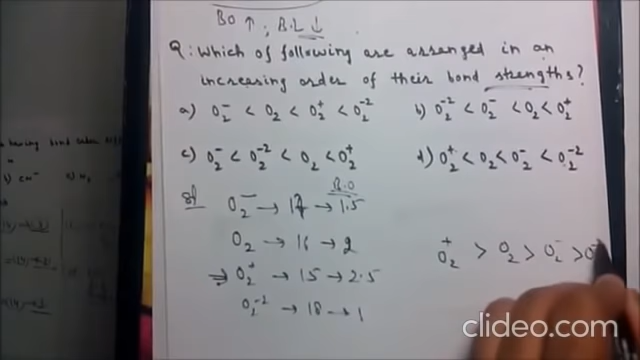 BO ↑ ; B.L ↓
Q: Which of following are arranged in an
increasing order of their bond strengths?
a) O₂⁻ < O₂ < O₂⁺ < O₂⁻²
b) O₂⁻² < O₂⁻ < O₂ < O₂⁺
c) O₂⁻ < O₂⁻² < O₂ < O₂⁺
d) O₂⁺ < O₂ < O₂⁻ < O₂⁻²
B.O
Sol O₂⁻ → 17 → 1.5
O₂ → 16 → 2
⇒ O₂⁺ → 15 → 2.5
O₂⁻² → 18 → 1
O₂⁺ > O₂ > O₂⁻ > O
clideo.com